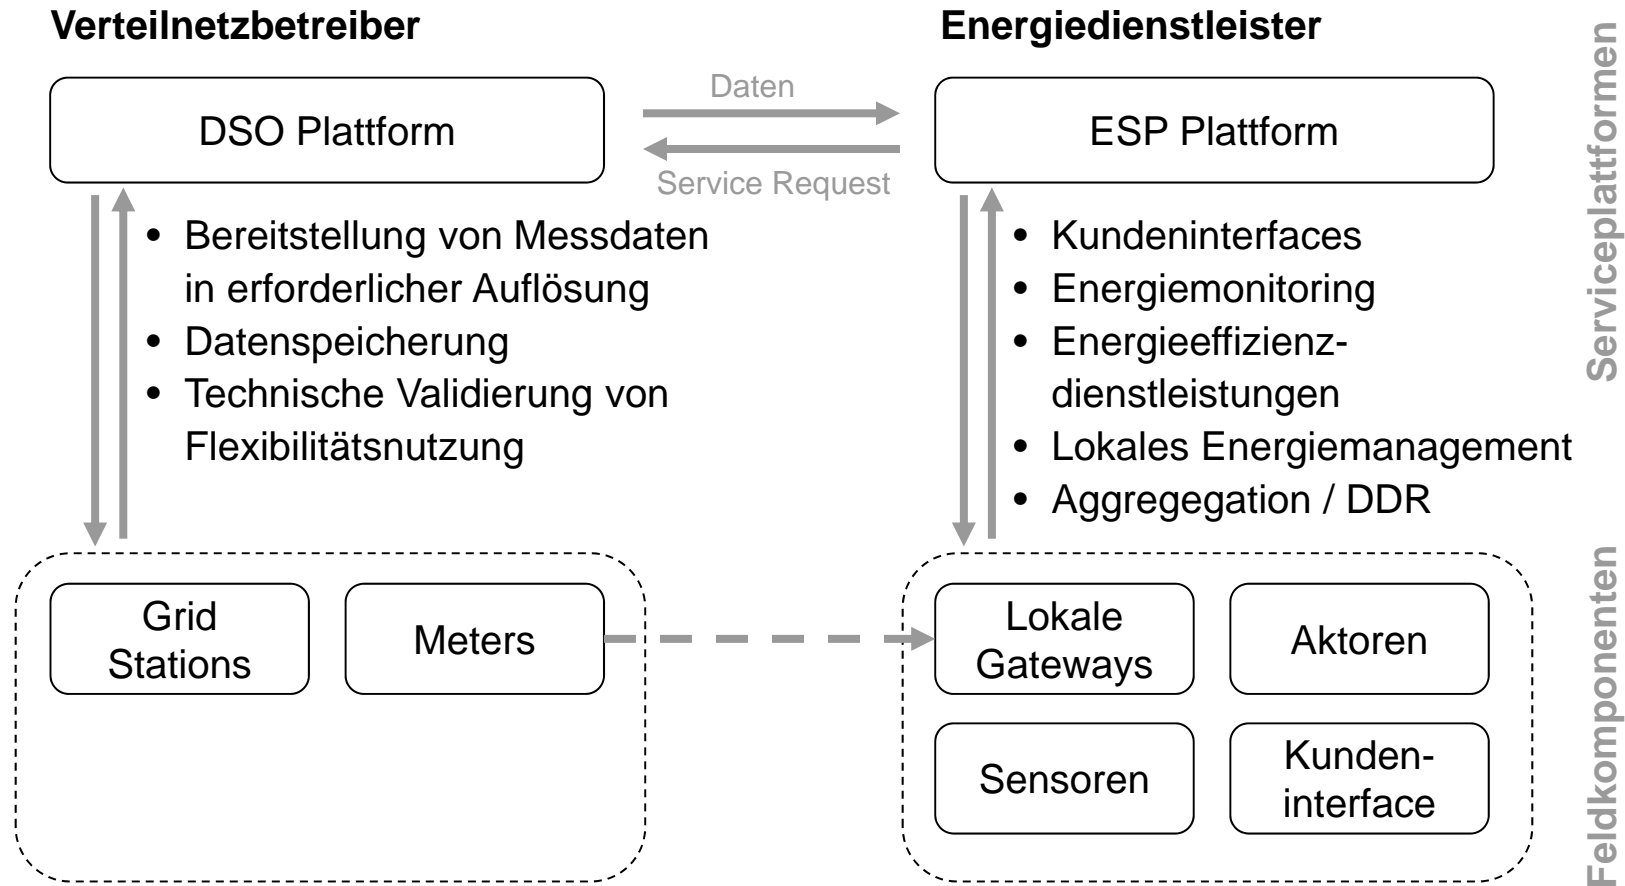 Verteilnetzbetreiber
Energiedienstleister
DSO Plattform
Daten
Service Request
ESP Plattform
• Bereitstellung von Messdaten
in erforderlicher Auflösung
• Datenspeicherung
• Technische Validierung von
Flexibilitätsnutzung
• Kundeninterfaces
• Energiemonitoring
• Energieeffizienz-
dienstleistungen
• Lokales Energiemanagement
• Aggregegation / DDR
Serviceplattformen
Grid
Stations
Meters
Lokale
Gateways
Aktoren
Sensoren
Kunden-
interface
Feldkomponenten